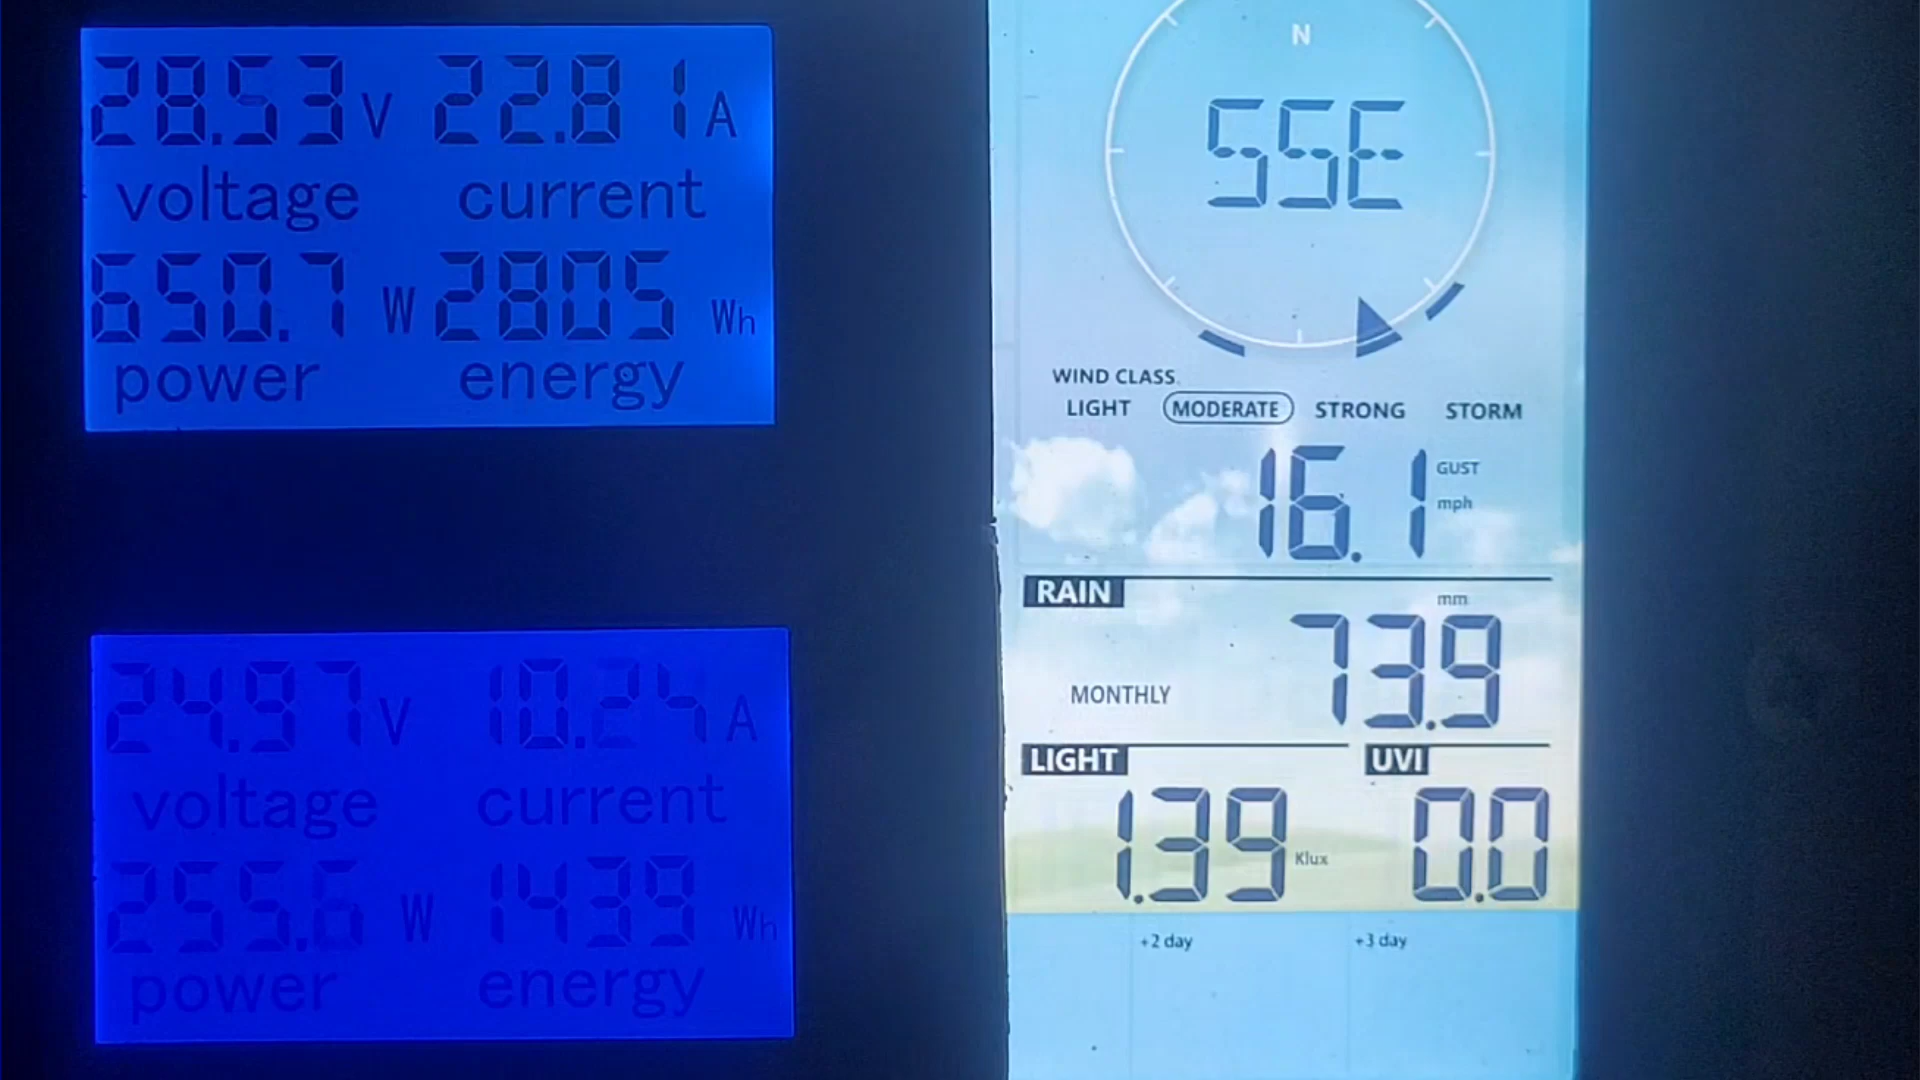 28.53 V 22.81 A
voltage current
650.7 W 2805 Wh
power energy
24.97 V 10.24 A
voltage current
255.6 W 1439 Wh
power energy
N
SSE
WIND CLASS
LIGHT MODERATE STRONG STORM
16.1 GUST mph
RAIN
mm
MONTHLY 73.9
LIGHT UVI
1.39 Klux 0.0
+2 day +3 day